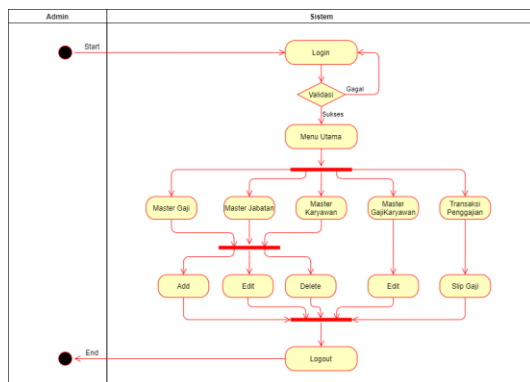 Admin
Sistem
Start
Login
Validasi
Gagal
Sukses
Menu Utama
Master Gaji
Master Jabatan
Master
Karyawan
Master
GajiKaryawan
Transaksi
Penggajian
Add
Edit
Delete
Edit
Slip Gaji
End
Logout